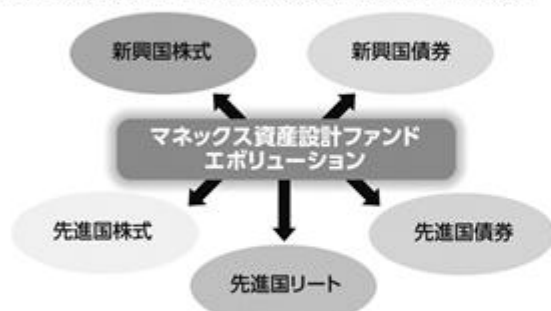 新興国株式
新興国債券
マネックス資産設計ファンド
エボリューション
先進国株式
先進国債券
先進国リート